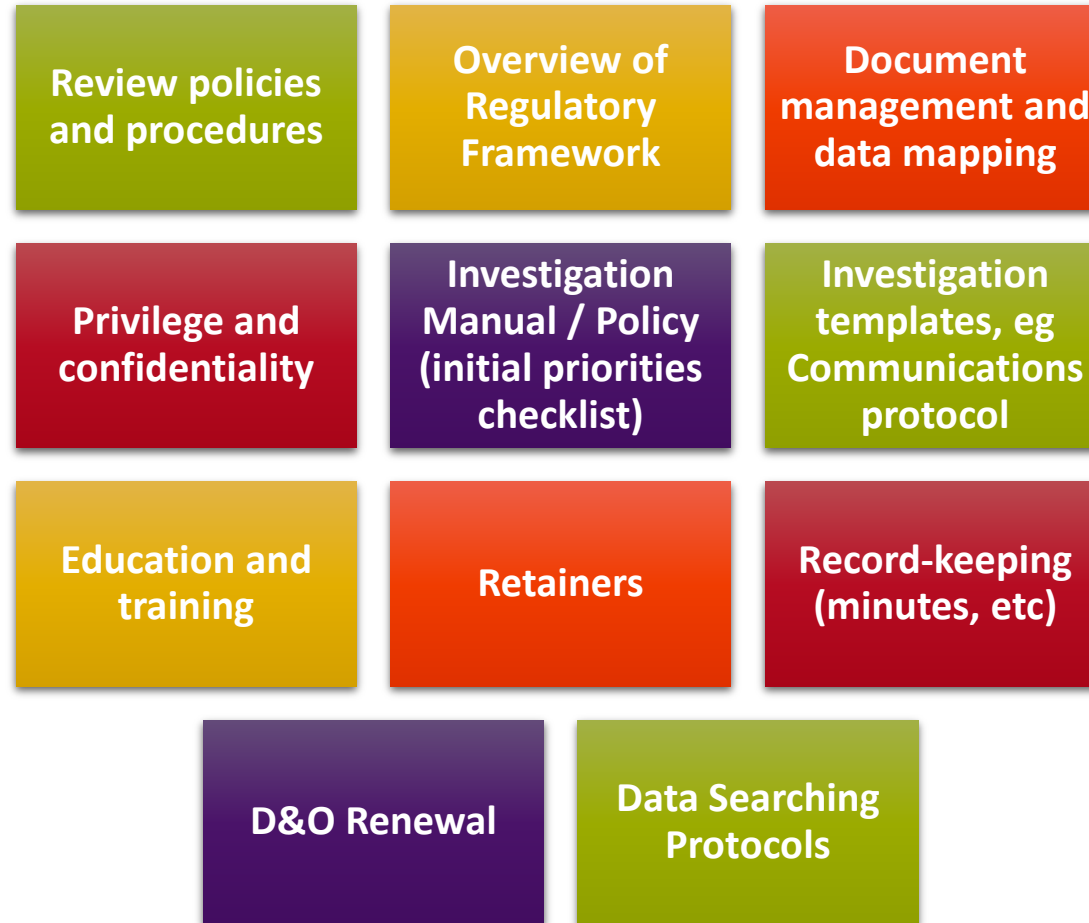 Review policies
and procedures
Overview of
Regulatory
Framework
Document
management and
data mapping
Privilege and
confidentiality
Investigation
Manual / Policy
(initial priorities
checklist)
Investigation
templates, eg
Communications
protocol
Education and
training
Retainers
Record-keeping
(minutes, etc)
D&O Renewal
Data Searching
Protocols